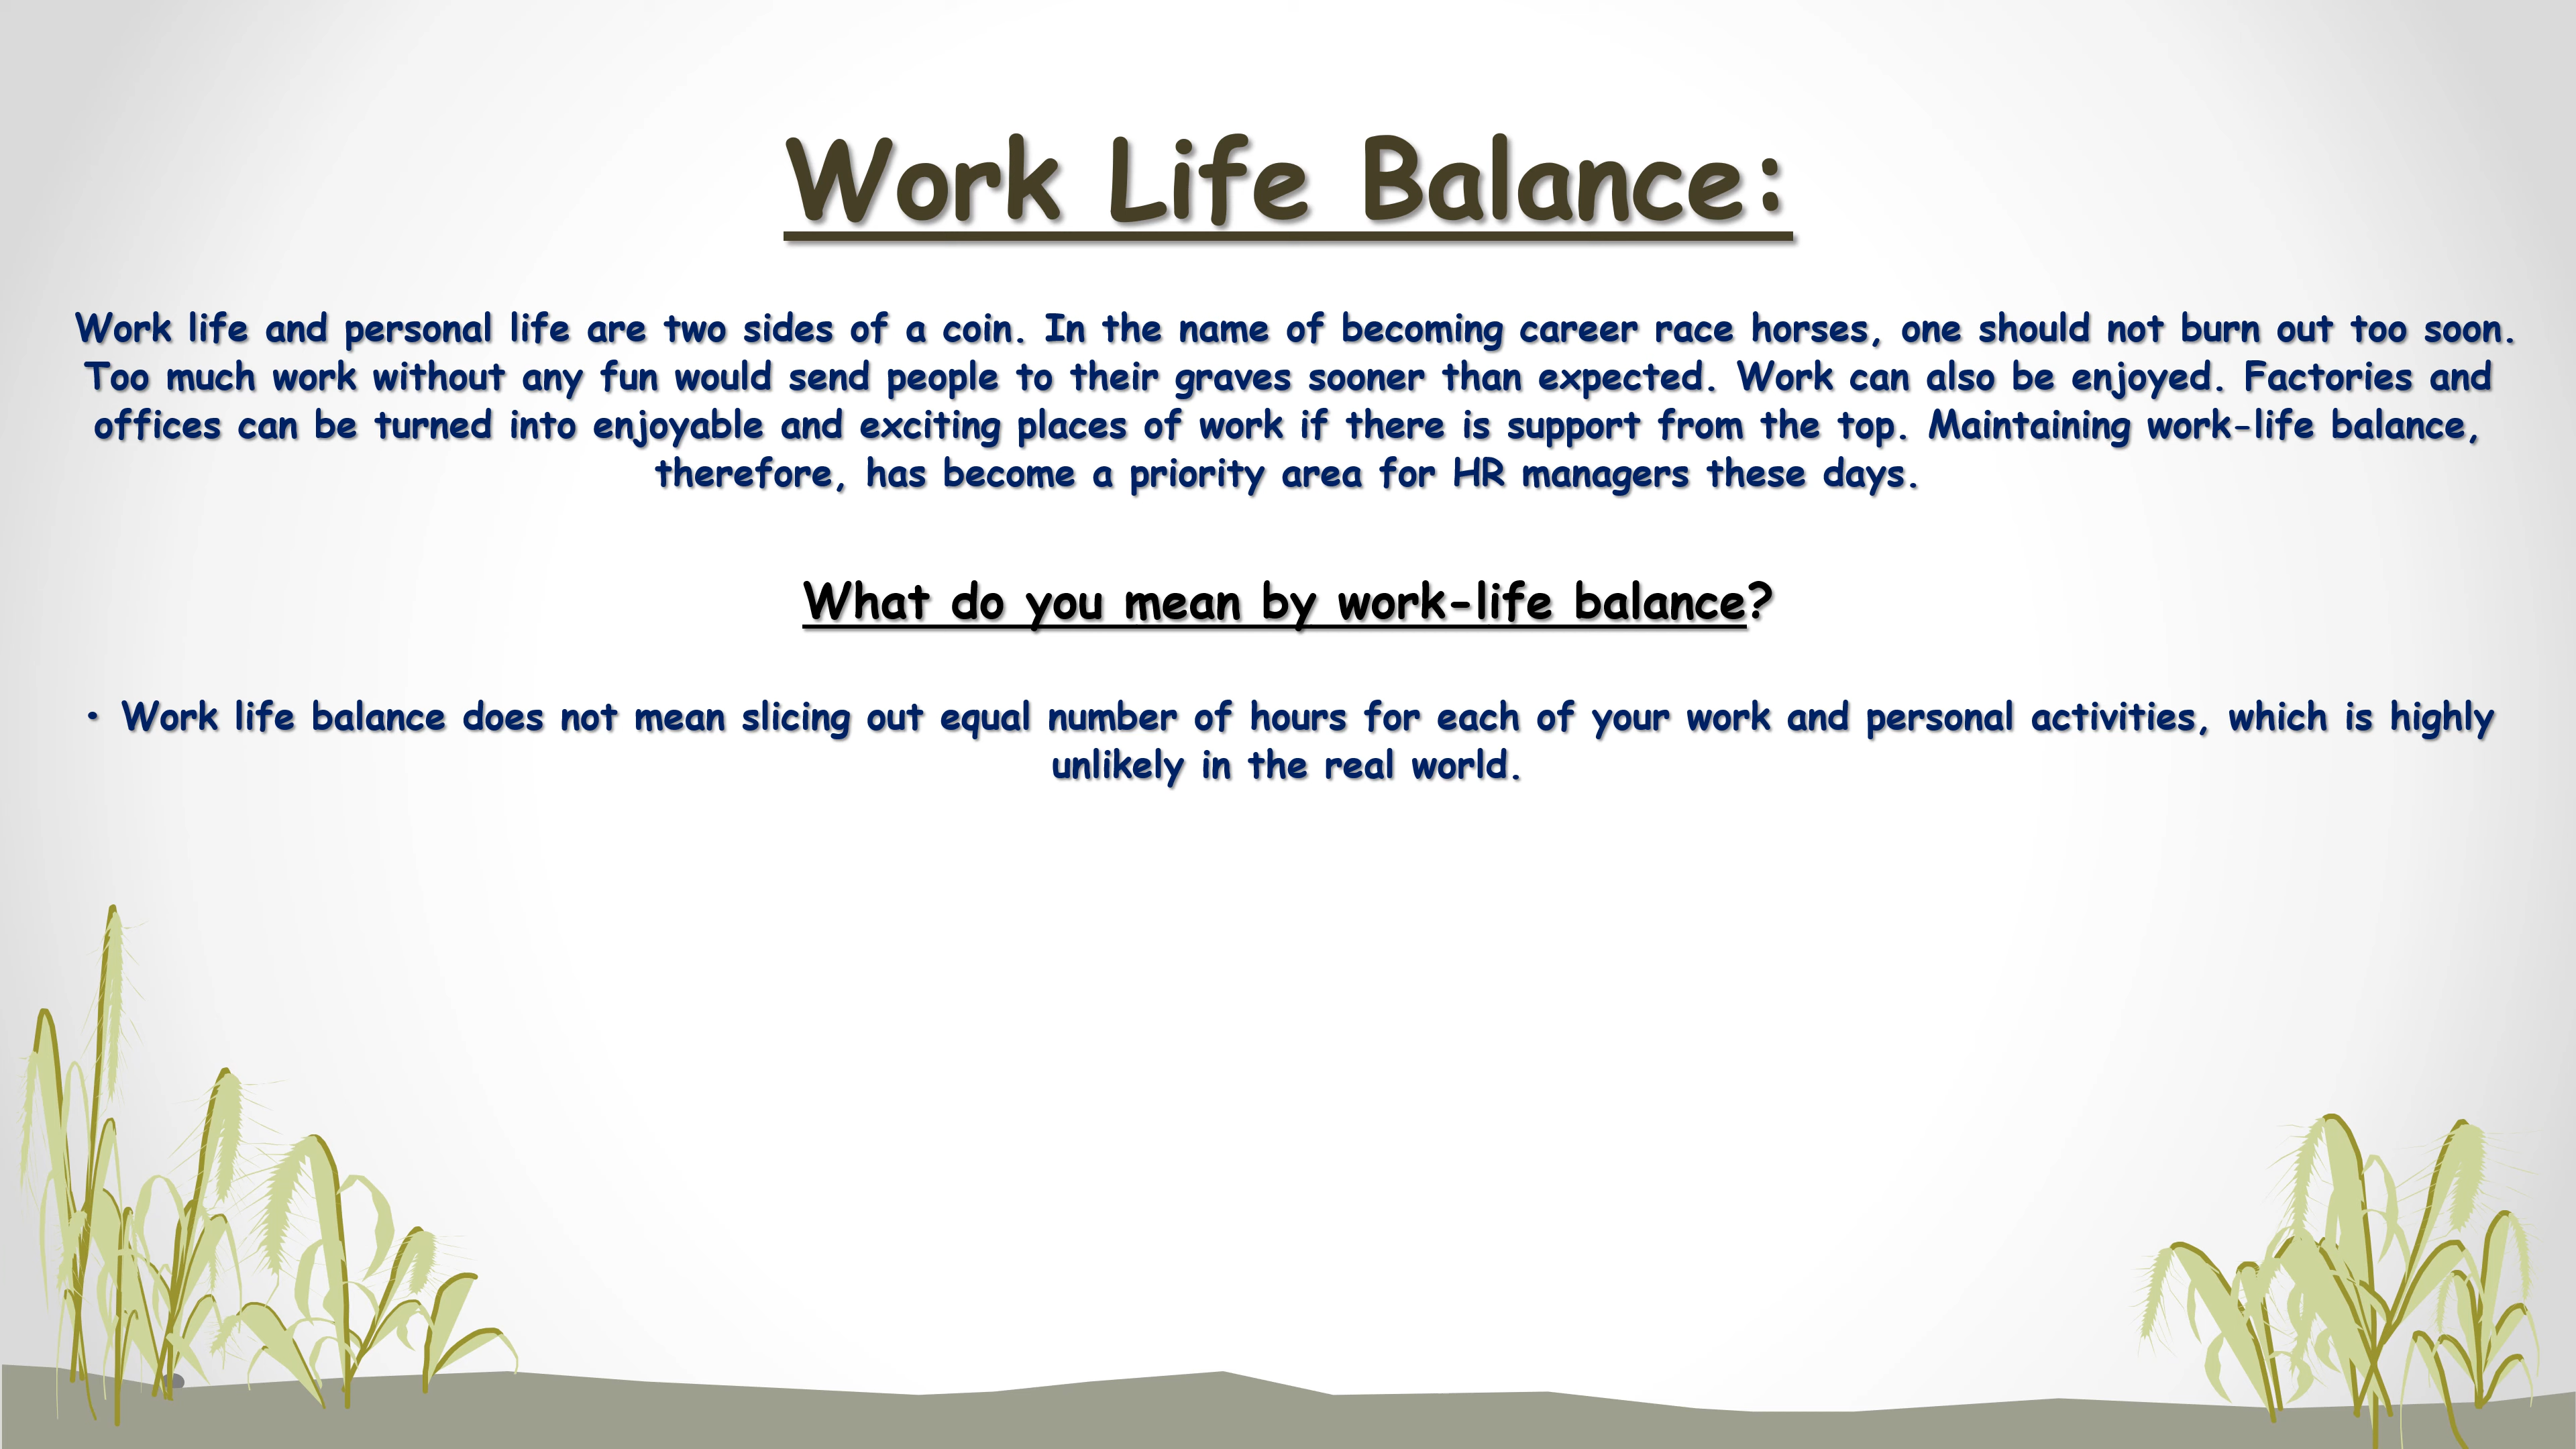 Work Life Balance:
Work life and personal life are two sides of a coin. In the name of becoming career race horses, one should not burn out too soon.
Too much work without any fun would send people to their graves sooner than expected. Work can also be enjoyed. Factories and
offices can be turned into enjoyable and exciting places of work if there is support from the top. Maintaining work-life balance,
therefore, has become a priority area for HR managers these days.
What do you mean by work-life balance?
• Work life balance does not mean slicing out equal number of hours for each of your work and personal activities, which is highly
unlikely in the real world.